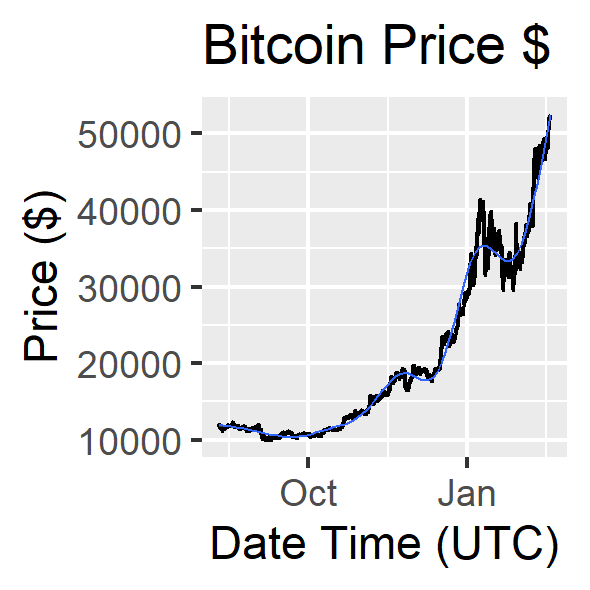 Bitcoin Price $
Price ($)
50000
40000
30000
20000
10000
Oct Jan
Date Time (UTC)